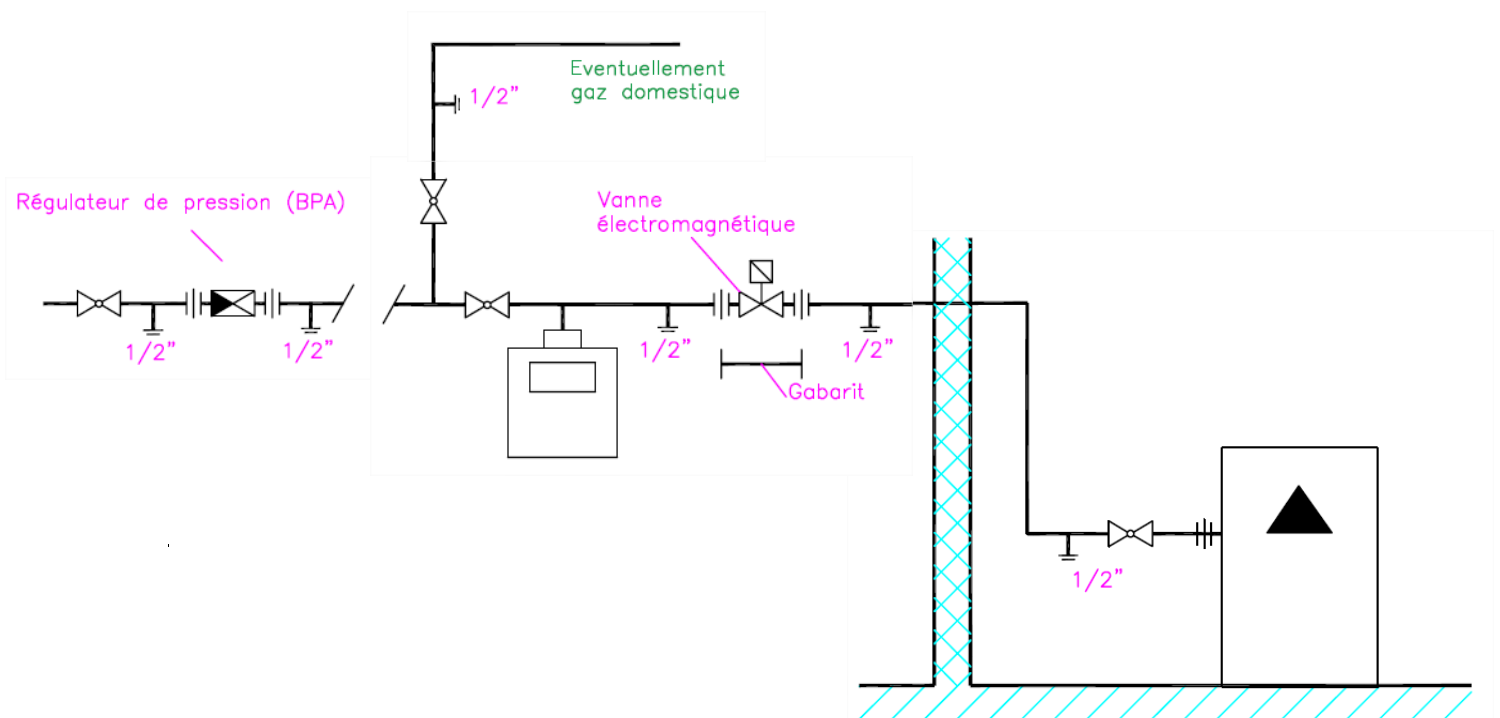 Eventuellement
gaz domestique
1/2"
Régulateur de pression (BPA)
Vanne
électromagnétique
1/2"
1/2"
1/2"
1/2"
Gabarit
1/2"